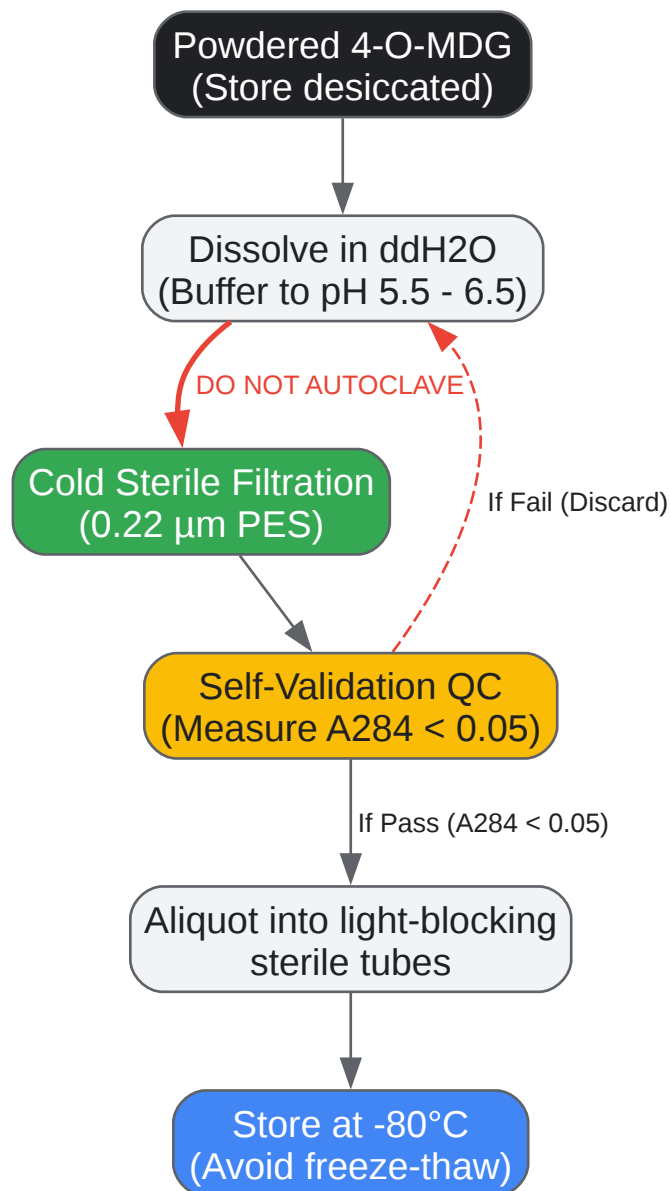 Powdered 4-O-MDG
(Store desiccated)
Dissolve in ddH2O
(Buffer to pH 5.5 - 6.5)
DO NOT AUTOCLAVE
Cold Sterile Filtration
(0.22 µm PES)
If Fail (Discard)
Self-Validation QC
(Measure A284 < 0.05)
If Pass (A284 < 0.05)
Aliquot into light-blocking
sterile tubes
Store at -80°C
(Avoid freeze-thaw)